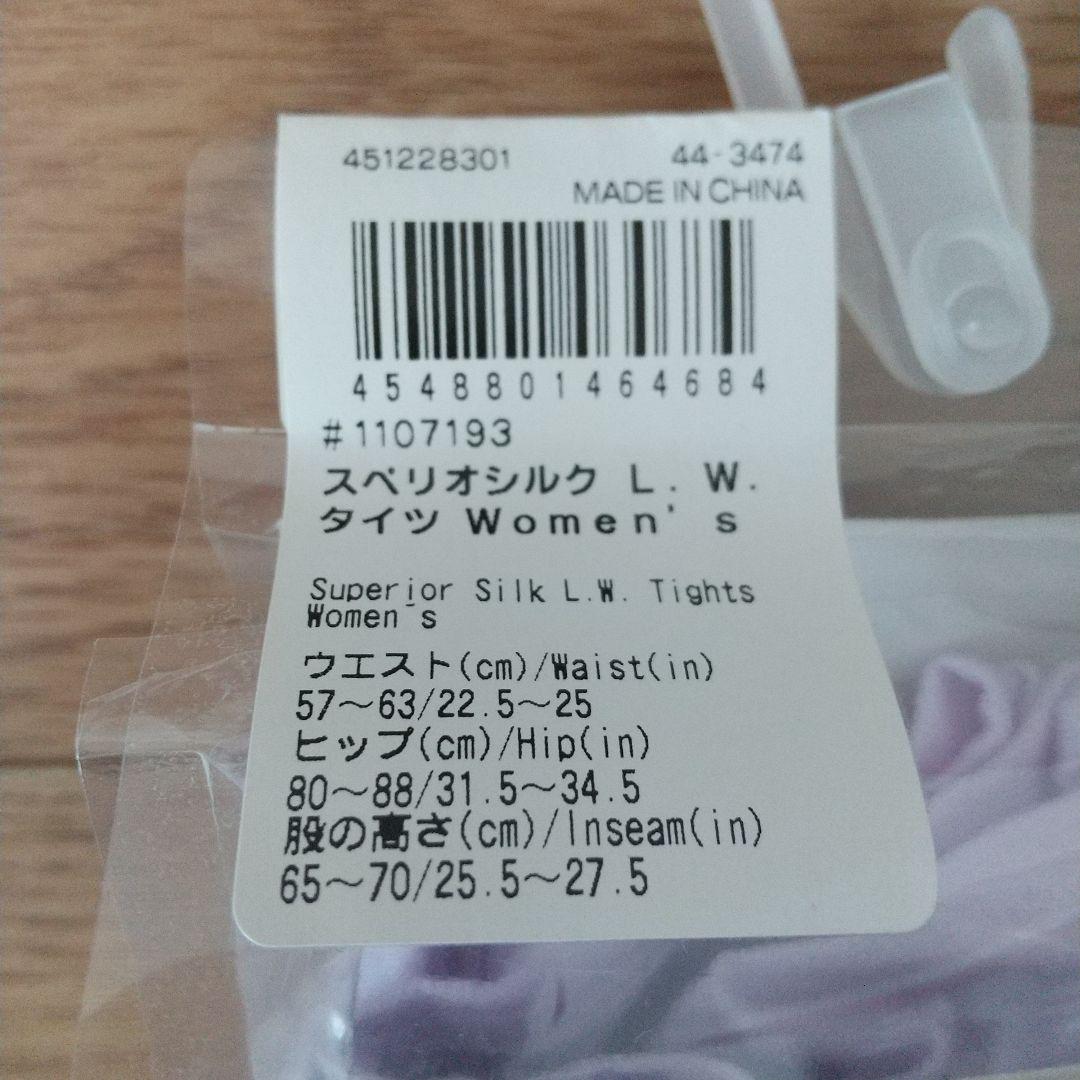 451228301 44-3474
MADE IN CHINA
4548801464684
#1107193
スペリオシルク L.W.
タイツ Women's
Superior Silk L.W. Tights
Women's
ウエスト(cm)/Waist(in)
57～63/22.5～25
ヒップ(cm)/Hip(in)
80～88/31.5～34.5
股の高さ(cm)/Inseam(in)
65～70/25.5～27.5